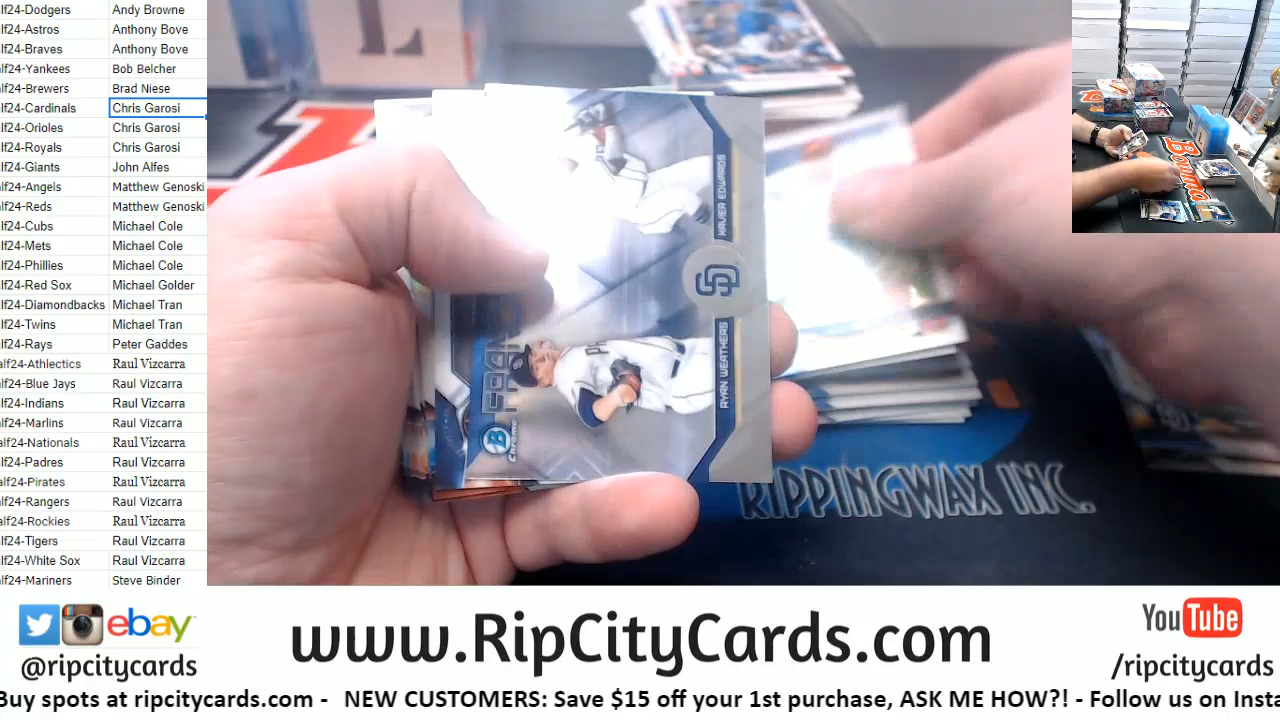 lf24-Dodgers Andy Browne
lf24-Astros Anthony Bove
lf24-Braves Anthony Bove
lf24-Yankees Bob Belcher
lf24-Brewers Brad Niese
lf24-Cardinals Chris Garosi
lf24-Orioles Chris Garosi
lf24-Royals Chris Garosi
lf24-Giants John Alfes
lf24-Angels Matthew Genoski
lf24-Reds Matthew Genoski
lf24-Cubs Michael Cole
lf24-Mets Michael Cole
lf24-Phillies Michael Cole
lf24-Red Sox Michael Golder
lf24-Diamondbacks Michael Tran
lf24-Twins Michael Tran
lf24-Rays Peter Gaddes
alf24-Athlectics Raul Vizcarra
alf24-Blue Jays Raul Vizcarra
alf24-Indians Raul Vizcarra
alf24-Marlins Raul Vizcarra
alf24-Nationals Raul Vizcarra
alf24-Padres Raul Vizcarra
alf24-Pirates Raul Vizcarra
alf24-Rangers Raul Vizcarra
alf24-Rockies Raul Vizcarra
alf24-Tigers Raul Vizcarra
alf24-White Sox Raul Vizcarra
lf24-Mariners Steve Binder
XAVIER EDWARDS
SD
RYAN WEATHERS
B
CHROME
RIPPINGWAX INC.
Bowman
ebay
@ripcitycards
www.RipCityCards.com
YouTube
/ripcitycards
Buy spots at ripcitycards.com - NEW CUSTOMERS: Save $15 off your 1st purchase, ASK ME HOW?! - Follow us on Insta